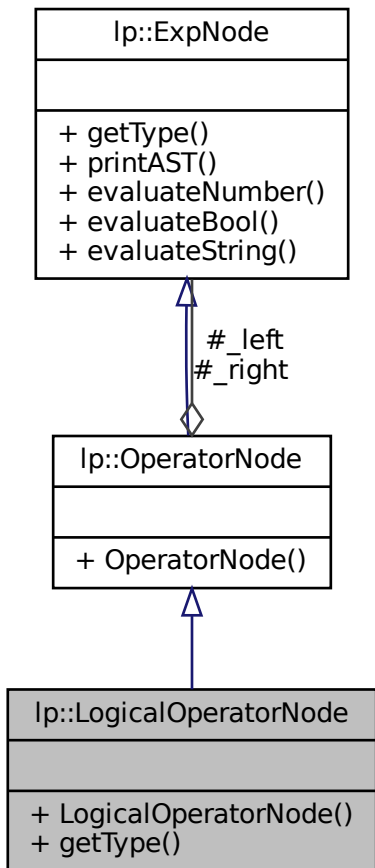 lp::ExpNode
+ getType()
+ printAST()
+ evaluateNumber()
+ evaluateBool()
+ evaluateString()
#_left
#_right
lp::OperatorNode
+ OperatorNode()
lp::LogicalOperatorNode
+ LogicalOperatorNode()
+ getType()